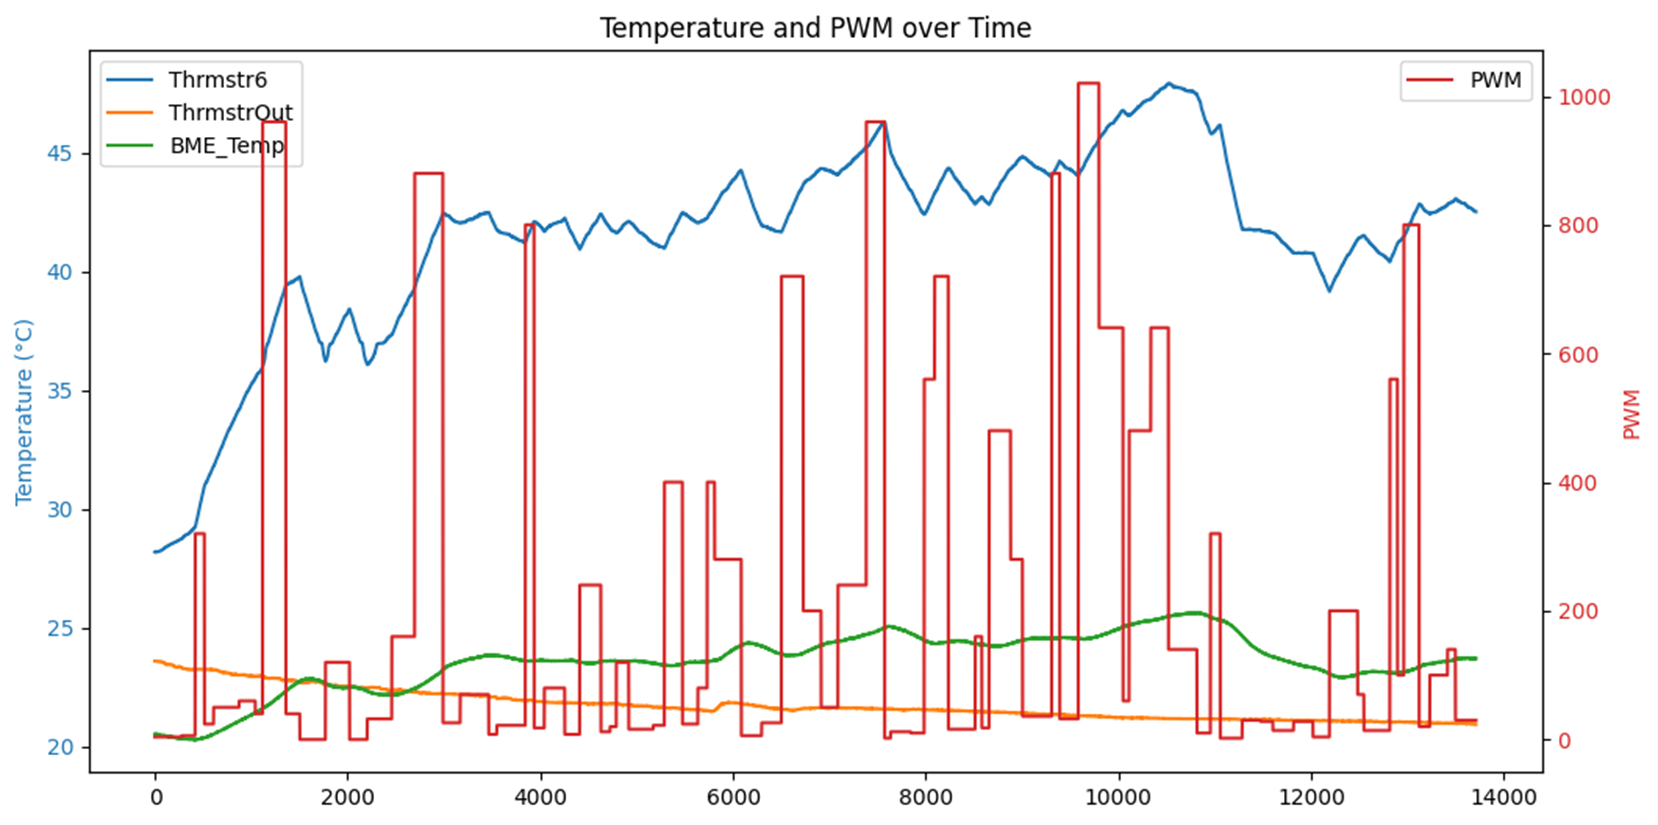 Temperature and PWM over Time
Thrmstr6
ThrmstrOut
BME_Temp
PWM
Temperature (°C)
45
40
35
30
25
20
PWM
1000
800
600
400
200
0
0 2000 4000 6000 8000 10000 12000 14000